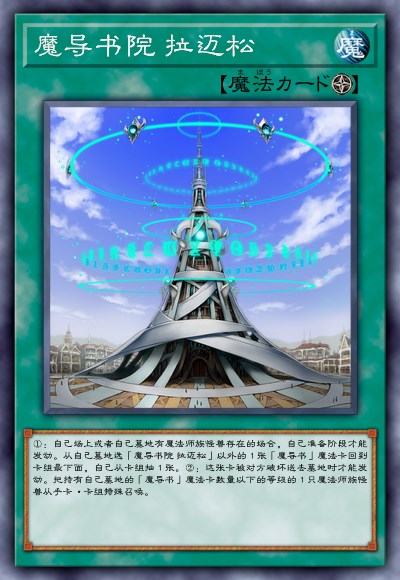 魔导书院 拉迈松
魔
【魔法カード】
まほう
①：自己场上或者自己墓地有魔法师族怪兽存在的场合，自己准备阶段才能
发动。从自己墓地选「魔导书院 拉迈松」以外的1张「魔导书」魔法卡回到
卡组最下面，自己从卡组抽1张。②：这张卡被对方破坏送去墓地时才能发
动。把持有自己墓地的「魔导书」魔法卡数量以下的等级的1只魔法师族怪
兽从手卡・卡组特殊召唤。